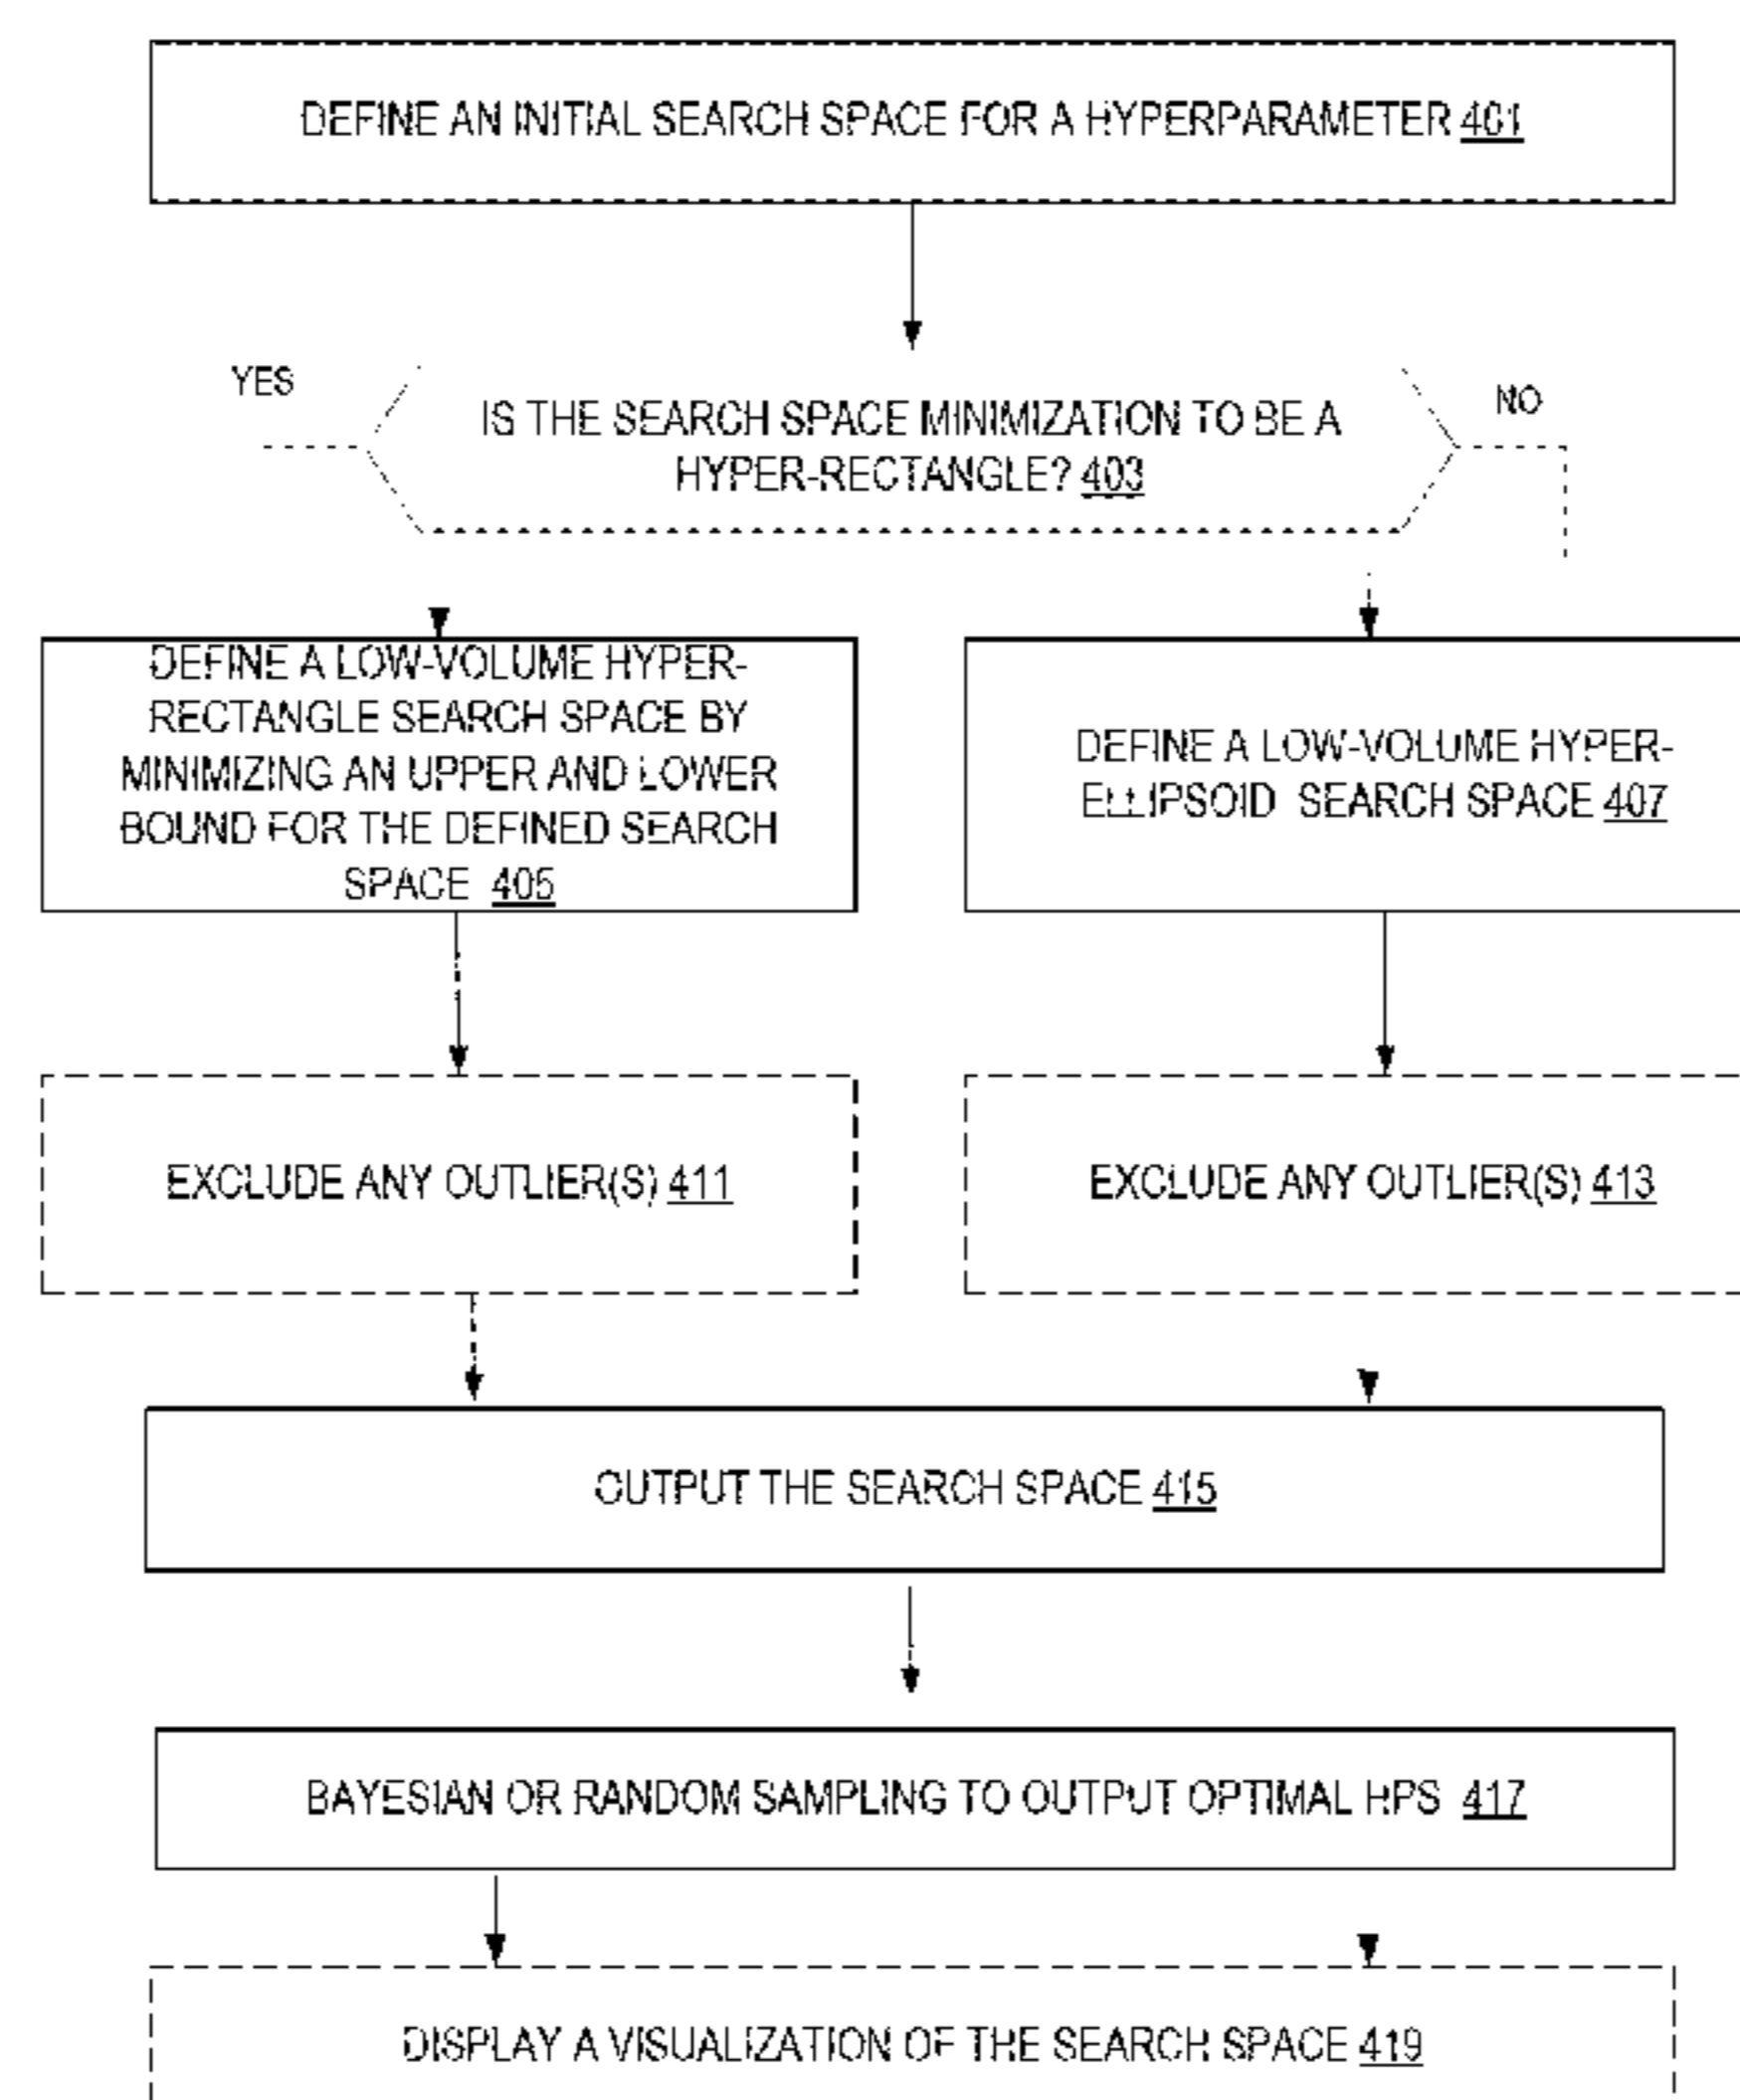 DEFINE AN INITIAL SEARCH SPACE FOR A HYPERPARAMETER 401
YES
NO
IS THE SEARCH SPACE MINIMIZATION TO BE A
HYPER-RECTANGLE? 403
DEFINE A LOW-VOLUME HYPER-
RECTANGLE SEARCH SPACE BY
MINIMIZING AN UPPER AND LOWER
BOUND FOR THE DEFINED SEARCH
SPACE 405
DEFINE A LOW-VOLUME HYPER-
ELLIPSOID SEARCH SPACE 407
EXCLUDE ANY OUTLIER(S) 411
EXCLUDE ANY OUTLIER(S) 413
OUTPUT THE SEARCH SPACE 415
BAYESIAN OR RANDOM SAMPLING TO OUTPUT OPTIMAL HPS 417
DISPLAY A VISUALIZATION OF THE SEARCH SPACE 419